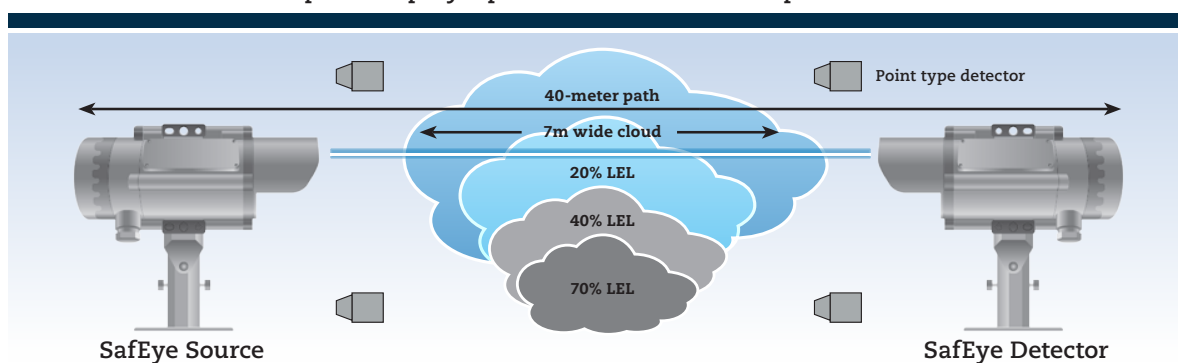 Point type detector
40-meter path
7m wide cloud
20% LEL
40% LEL
70% LEL
SafEye Source
SafEye Detector